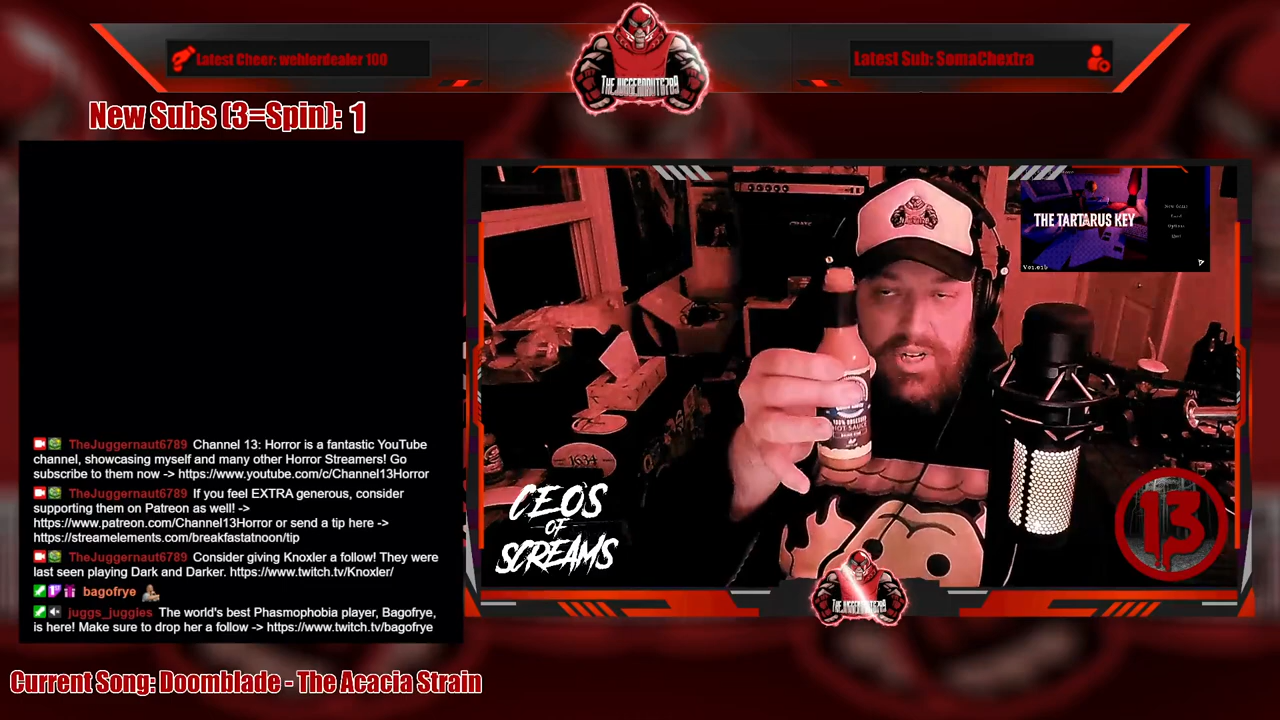 Latest Cheer: wehlerdealer 100
THEJUGGERNAUT6789
Latest Sub: SomaChextra
New Subs (3=Spin): 1
TheJuggernaut6789 Channel 13: Horror is a fantastic YouTube
channel, showcasing myself and many other Horror Streamers! Go
subscribe to them now -> https://www.youtube.com/c/Channel13Horror
TheJuggernaut6789 If you feel EXTRA generous, consider
supporting them on Patreon as well! ->
https://www.patreon.com/Channel13Horror or send a tip here ->
https://streamelements.com/breakfastatnoon/tip
TheJuggernaut6789 Consider giving Knoxler a follow! They were
last seen playing Dark and Darker. https://www.twitch.tv/Knoxler/
bagofrye
juggs_juggies The world's best Phasmophobia player, Bagofrye,
is here! Make sure to drop her a follow -> https://www.twitch.tv/bagofrye
THE TARTARUS KEY
HOT SAUCE
1634
CEO'S
OF
SCREAMS
13
THEJUGGERNAUT6789
Current Song: Doomblade - The Acacia Strain